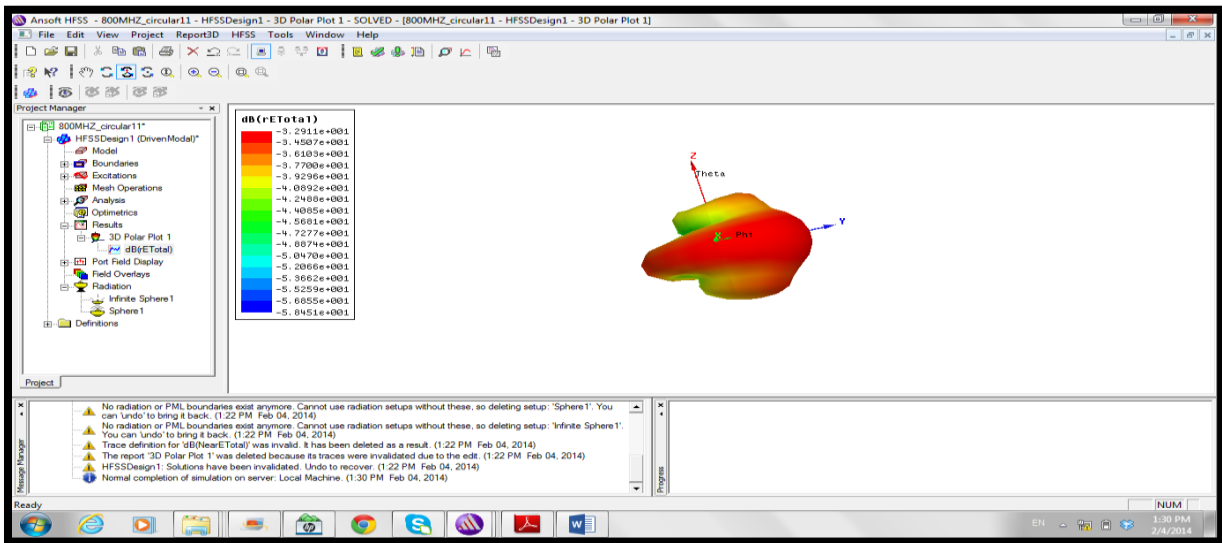 Ansoft HFSS - 800MHZ_circular11 - HFSSDesign1 - 3D Polar Plot 1 - SOLVED - [800MHZ_circular11 - HFSSDesign1 - 3D Polar Plot 1]
File Edit View Project Report3D HFSS Tools Window Help
Project Manager
800MHZ_circular11*
HFSSDesign1 (DrivenModal)*
Model
Boundaries
Excitations
Mesh Operations
Analysis
Optimetrics
Results
3D Polar Plot 1
dB(rETotal)
Port Field Display
Field Overlays
Radiation
Infinite Sphere1
Sphere1
Definitions
Project
dB(rETotal)
-3.2911e+001
-3.4507e+001
-3.6103e+001
-3.7700e+001
-3.9296e+001
-4.0892e+001
-4.2488e+001
-4.4085e+001
-4.5681e+001
-4.7277e+001
-4.8874e+001
-5.0470e+001
-5.2066e+001
-5.3662e+001
-5.5259e+001
-5.6855e+001
-5.8451e+001
Z
Theta
Y
X Phi
No radiation or PML boundaries exist anymore. Cannot use radiation setups without these, so deleting setup: 'Sphere1'. You
can 'undo' to bring it back. (1:22 PM Feb 04, 2014)
No radiation or PML boundaries exist anymore. Cannot use radiation setups without these, so deleting setup: 'Infinite Sphere1'.
You can 'undo' to bring it back. (1:22 PM Feb 04, 2014)
Trace definition for 'dB(NearETotal)' was invalid. It has been deleted as a result. (1:22 PM Feb 04, 2014)
The report '3D Polar Plot 1' was deleted because its traces were invalidated due to the edit. (1:22 PM Feb 04, 2014)
HFSSDesign1: Solutions have been invalidated. Undo to recover. (1:22 PM Feb 04, 2014)
Normal completion of simulation on server: Local Machine. (1:30 PM Feb 04, 2014)
Message Manager
Progress
Ready
NUM
EN
1:30 PM
2/4/2014